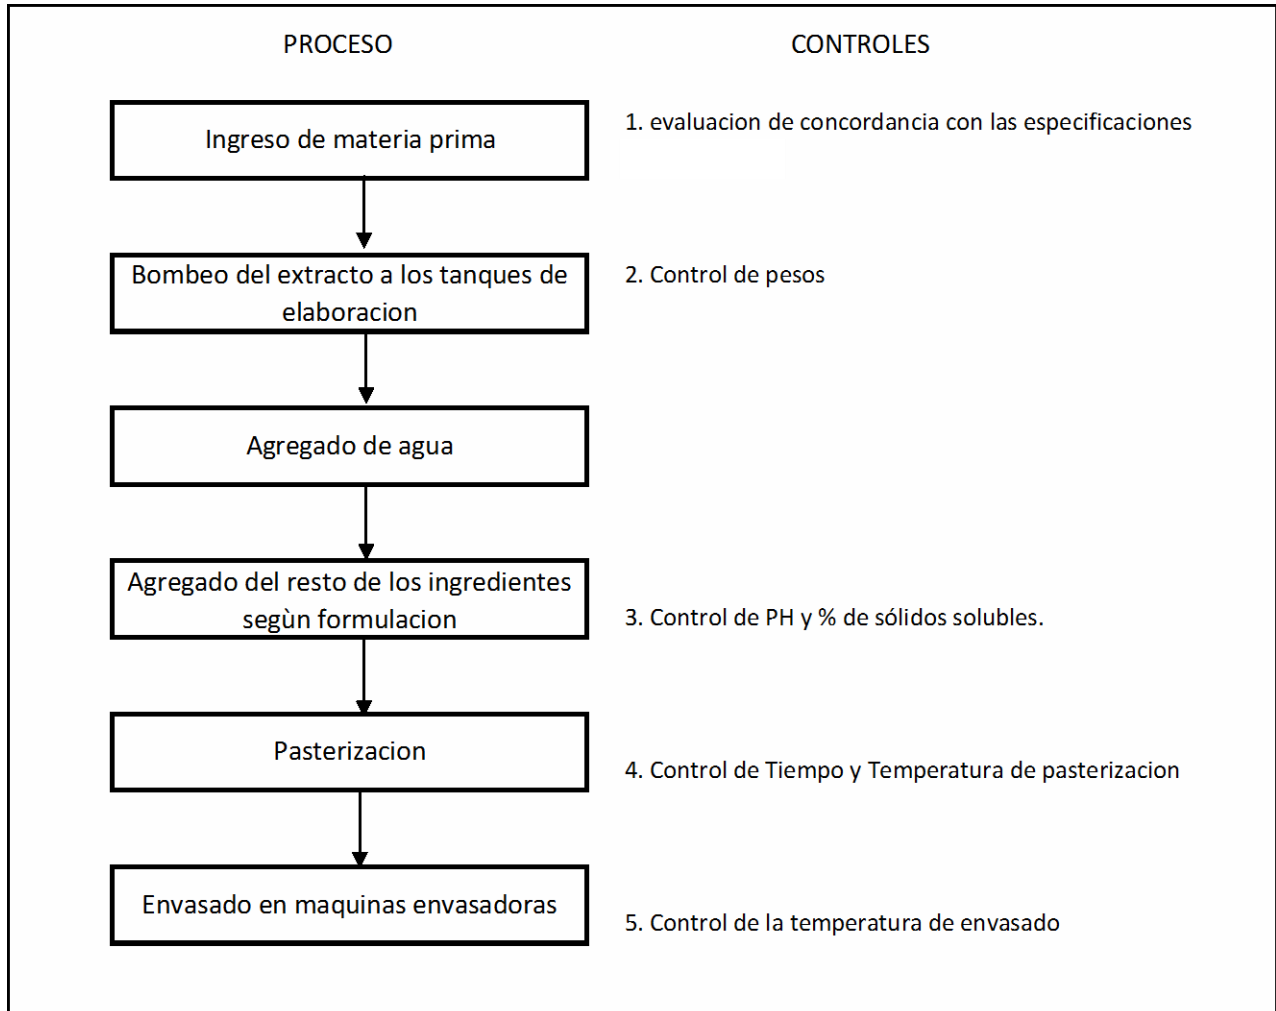 PROCESO
CONTROLES
Ingreso de materia prima
1. evaluacion de concordancia con las especificaciones
Bombeo del extracto a los tanques de
elaboracion
2. Control de pesos
Agregado de agua
Agregado del resto de los ingredientes
segùn formulacion
3. Control de PH y % de sólidos solubles.
Pasterizacion
4. Control de Tiempo y Temperatura de pasterizacion
Envasado en maquinas envasadoras
5. Control de la temperatura de envasado